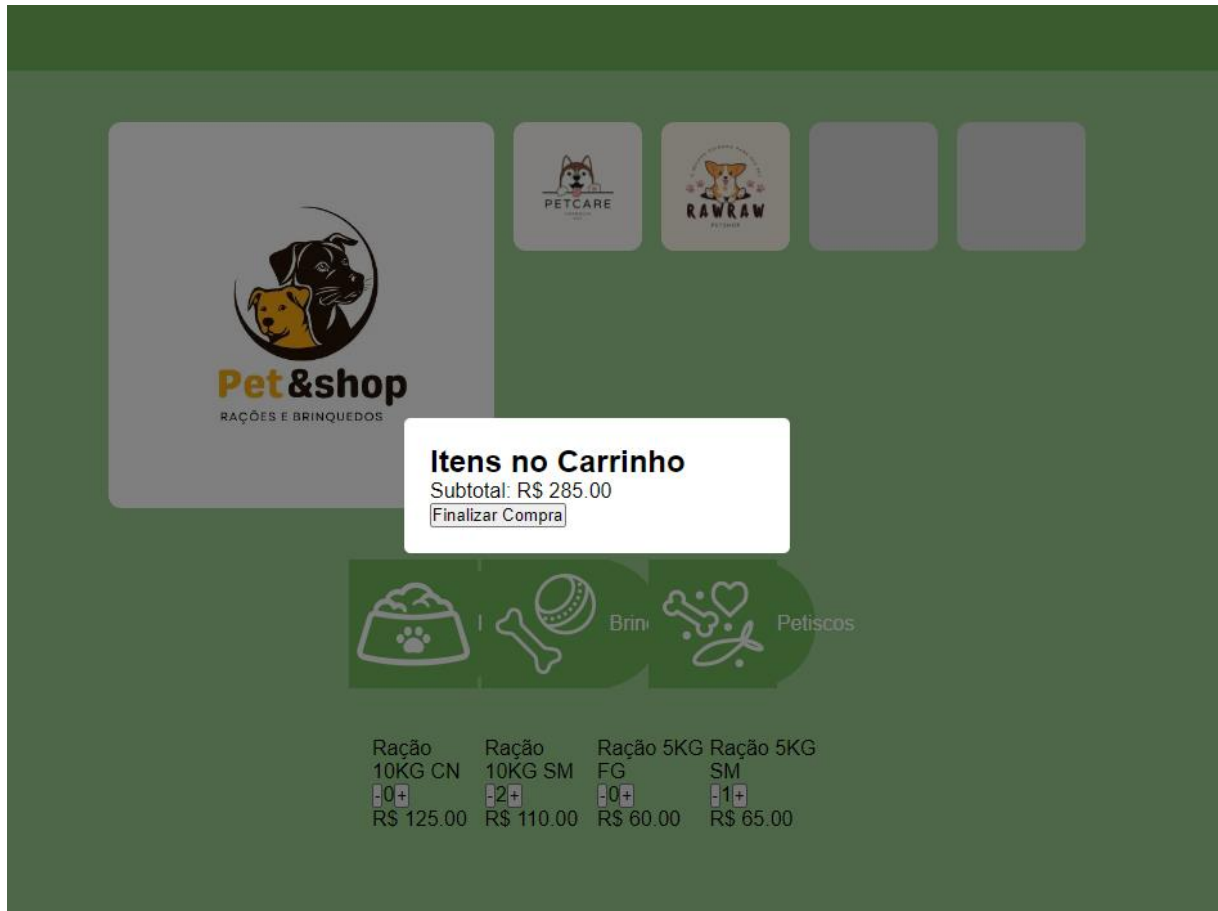 PETCARE
RAWRAW
PETSHOP
Pet&shop
RAÇÕES E BRINQUEDOS
Itens no Carrinho
Subtotal: R$ 285.00
Finalizar Compra
Petiscos
Ração 10KG CN
-0+
R$ 125.00
Ração 10KG SM
-2+
R$ 110.00
Ração 5KG FG
-0+
R$ 60.00
Ração 5KG SM
-1+
R$ 65.00